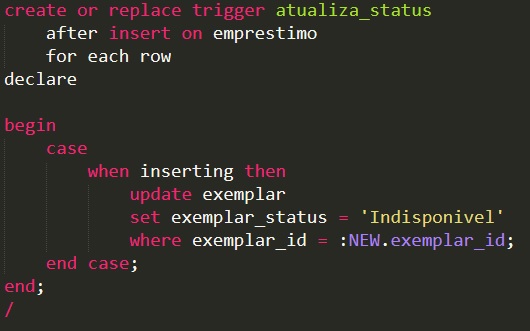 create or replace trigger atualiza_status
    after insert on emprestimo
    for each row
declare

begin
    case
        when inserting then
            update exemplar
            set exemplar_status = 'Indisponivel'
            where exemplar_id = :NEW.exemplar_id;
    end case;
end;
/